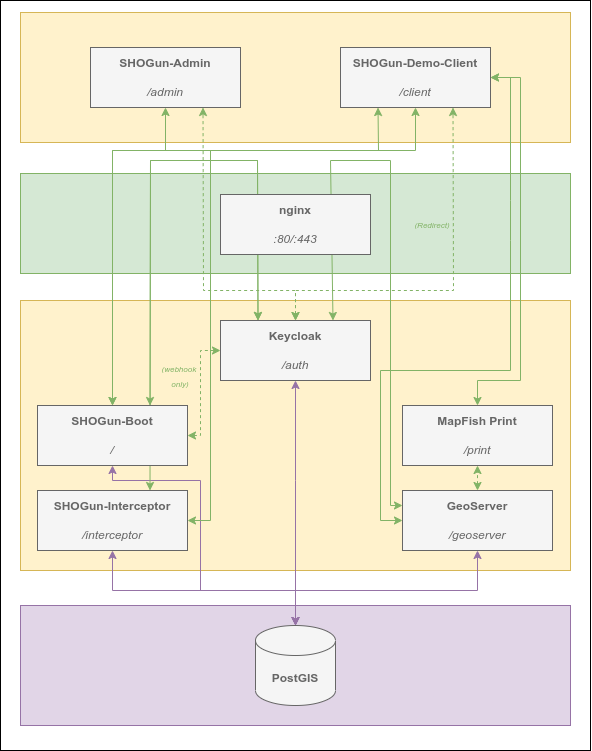 SHOGun-Admin
/admin
SHOGun-Demo-Client
/client
nginx
:80/:443
(Redirect)
Keycloak
/auth
(webhook
only)
SHOGun-Boot
/
MapFish Print
/print
SHOGun-Interceptor
/interceptor
GeoServer
/geoserver
PostGIS